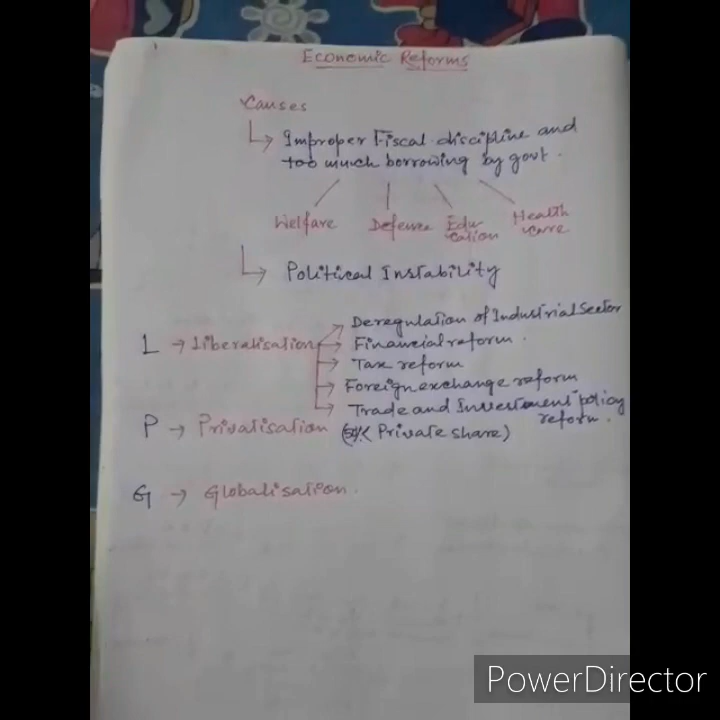 Economic Reforms
Causes
↳ Improper Fiscal discipline and
too much borrowing by govt.
Welfare Defence Edu- Health
cation care
↳ Political Instability
L → Liberalisation → Deregulation of Industrial Sector
→ Financial reform.
→ Tax reform
→ Foreign exchange reform
→ Trade and Investment policy
reform.
P → Privatisation (< Private share)
G → Globalisation.
PowerDirector